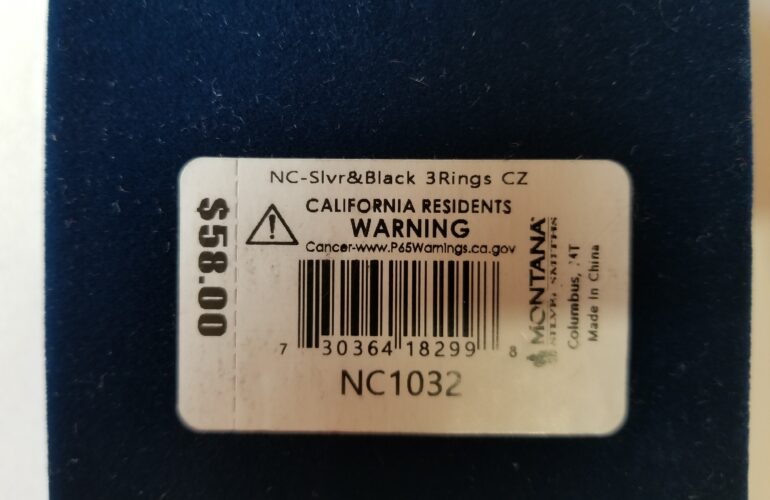 $58.00
NC-Slvr&Black 3Rings CZ
CALIFORNIA RESIDENTS
WARNING
Cancer-www.P65Warnings.ca.gov
7 30364 18299 8
NC1032
MONTANA
SILVERSMITHS
Columbus, MT
Made In China